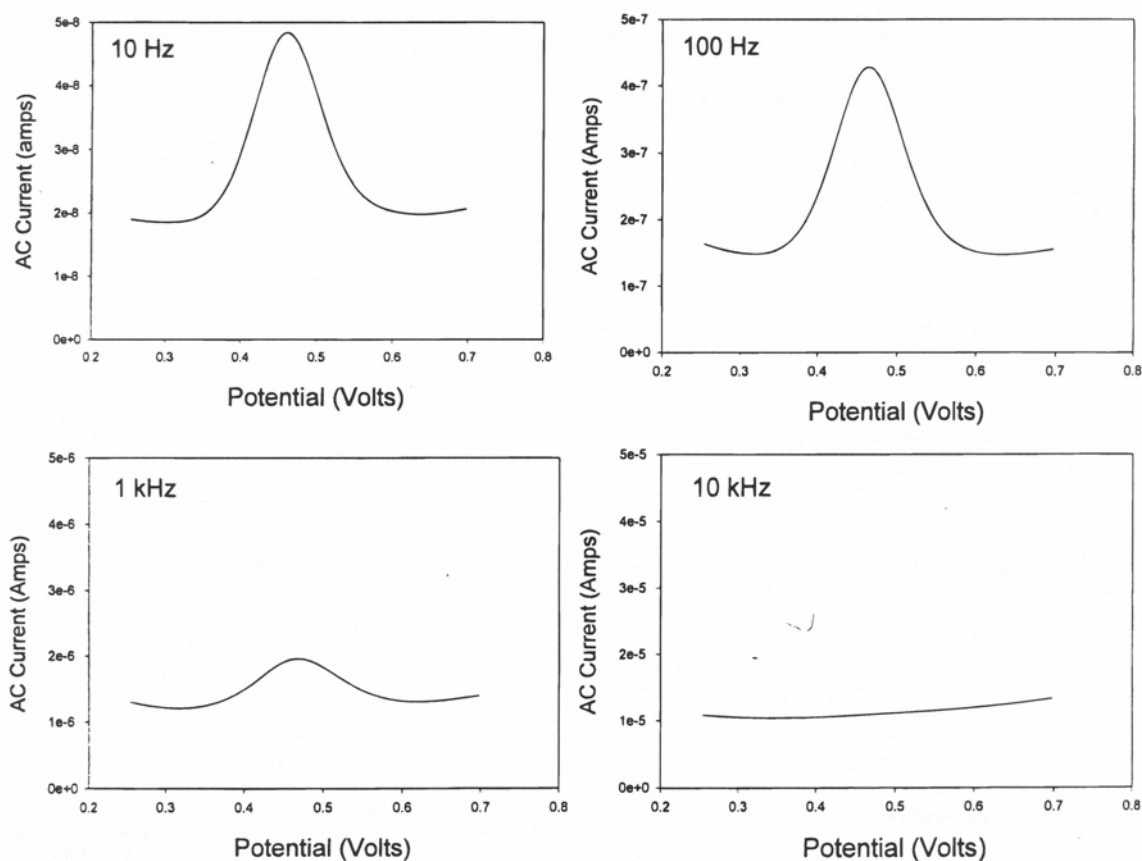 5e-8
10 Hz
4e-8
3e-8
2e-8
1e-8
0e+0
AC Current (amps)
0.2 0.3 0.4 0.5 0.6 0.7 0.8
Potential (Volts)
5e-7
100 Hz
4e-7
3e-7
2e-7
1e-7
0e+0
AC Current (Amps)
0.2 0.3 0.4 0.5 0.6 0.7 0.8
Potential (Volts)
5e-6
1 kHz
4e-6
3e-6
2e-6
1e-6
0e+0
AC Current (Amps)
0.2 0.3 0.4 0.5 0.6 0.7 0.8
Potential (Volts)
5e-5
10 kHz
4e-5
3e-5
2e-5
1e-5
0e+0
AC Current (Amps)
0.2 0.3 0.4 0.5 0.6 0.7 0.8
Potential (Volts)